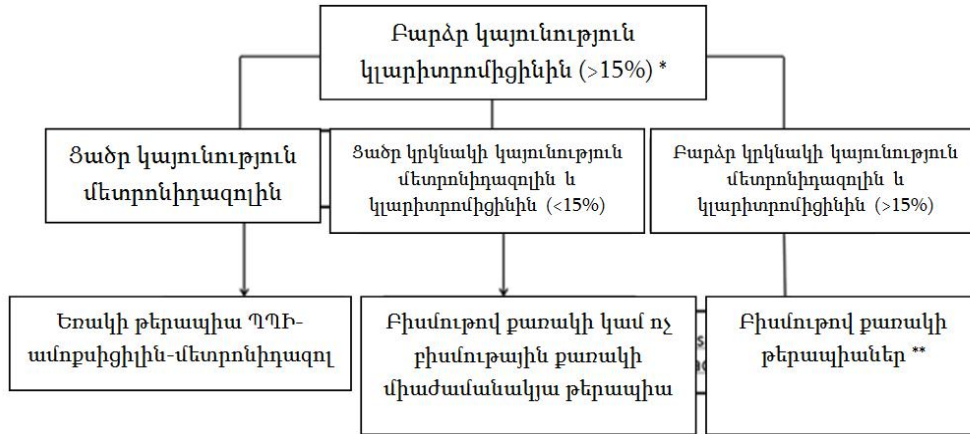 Բարձր կայունություն
կլարիտրոմիցինին (>15%) *
Ցածր կայունություն
մետրոնիդազոլին
Ցածր կրկնակի կայունություն
մետրոնիդազոլին և
կլարիտրոմիցինին (<15%)
Բարձր կրկնակի կայունություն
մետրոնիդազոլին և
կլարիտրոմիցինին (>15%)
Եռակի թերապիա ՊՊԻ-
ամոքսիցիլին-մետրոնիդազոլ
Բիսմութով քառակի կամ ոչ
բիսմութային քառակի
միաժամանակյա թերապիա
Բիսմութով քառակի
թերապիաներ **